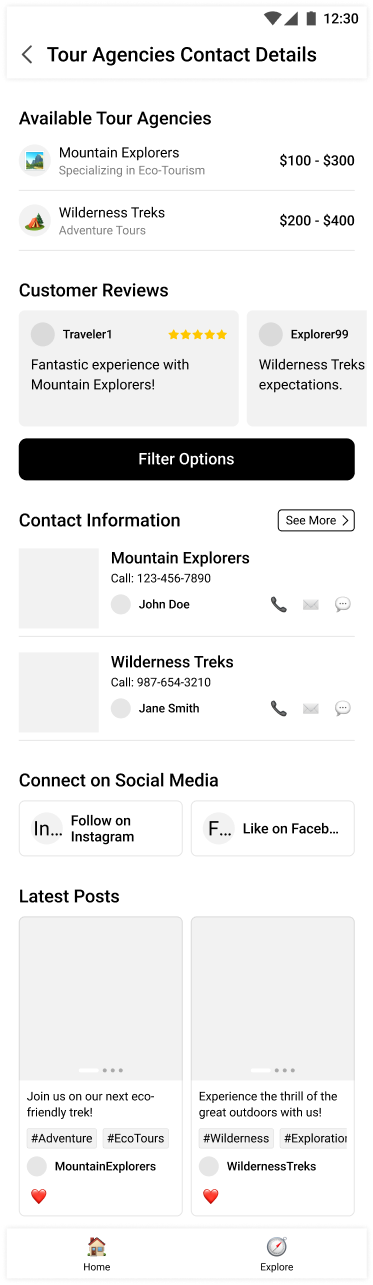 12:30
Tour Agencies Contact Details
Available Tour Agencies
Mountain Explorers
Specializing in Eco-Tourism
$100 - $300
Wilderness Treks
Adventure Tours
$200 - $400
Customer Reviews
Traveler1
Fantastic experience with
Mountain Explorers!
Explorer99
Wilderness Treks
expectations.
Filter Options
Contact Information
See More
Mountain Explorers
Call: 123-456-7890
John Doe
Wilderness Treks
Call: 987-654-3210
Jane Smith
Connect on Social Media
In...
Follow on
Instagram
F...
Like on Faceb...
Latest Posts
Join us on our next eco-
friendly trek!
#Adventure #EcoTours
MountainExplorers
Experience the thrill of the
great outdoors with us!
#Wilderness #Exploration
WildernessTreks
Home
Explore